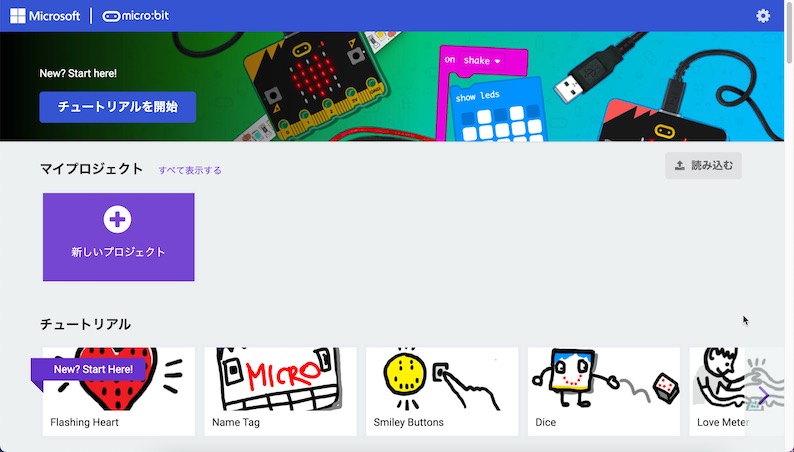 Microsoft micro:bit
New? Start here!
チュートリアルを開始
on shake
show leds
マイプロジェクト すべて表示する
読み込む
新しいプロジェクト
チュートリアル
New? Start Here!
MICRO
Flashing Heart
Name Tag
Smiley Buttons
Dice
Love Meter